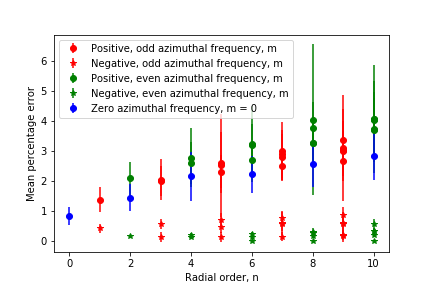 Positive, odd azimuthal frequency, m
Negative, odd azimuthal frequency, m
Positive, even azimuthal frequency, m
Negative, even azimuthal frequency, m
Zero azimuthal frequency, m = 0
Mean percentage error
6
5
4
3
2
1
0
0 2 4 6 8 10
Radial order, n